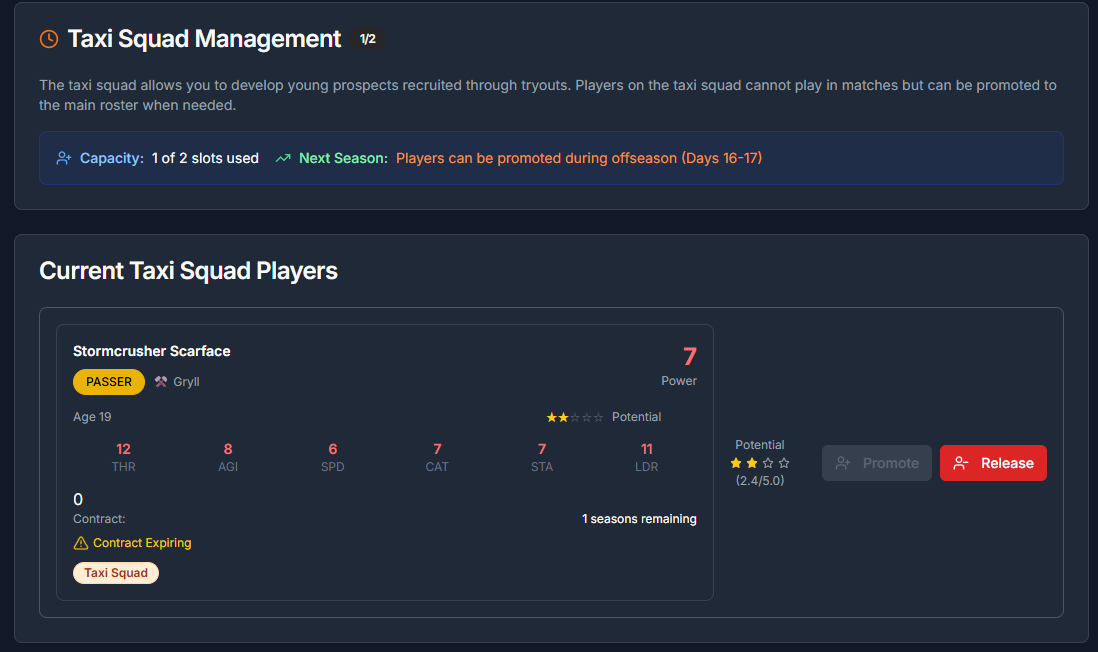 Taxi Squad Management 1/2
The taxi squad allows you to develop young prospects recruited through tryouts. Players on the taxi squad cannot play in matches but can be promoted to
the main roster when needed.
Capacity: 1 of 2 slots used Next Season: Players can be promoted during offseason (Days 16-17)
Current Taxi Squad Players
Stormcrusher Scarface
7
PASSER Gryll
Power
Age 19
★★☆☆☆ Potential
12 8 6 7 7 11
THR AGI SPD CAT STA LDR
0
Contract: 1 seasons remaining
Contract Expiring
Taxi Squad
Potential
★★☆☆
(2.4/5.0)
Promote
Release